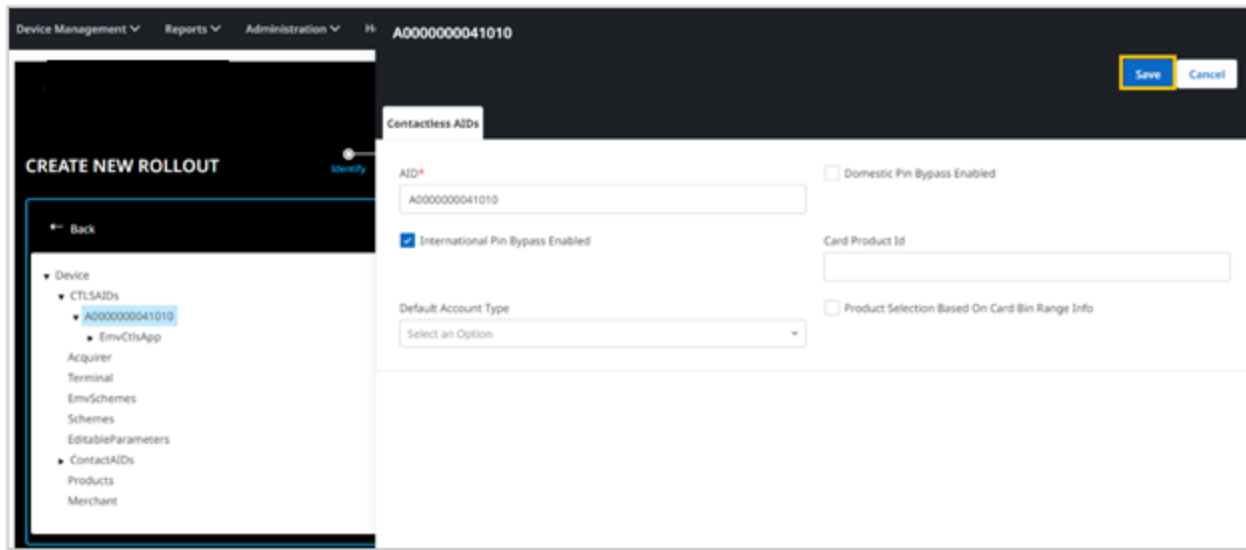 Device Management
Reports
Administration
A0000000041010
Save
Cancel
Contactless AIDs
CREATE NEW ROLLOUT
Identify
Back
Device
CTLSAIDs
A0000000041010
EmvCtlsApp
Acquirer
Terminal
EmvSchemes
Schemes
EditableParameters
ContactAIDs
Products
Merchant
AID*
A0000000041010
Domestic Pin Bypass Enabled
International Pin Bypass Enabled
Card Product Id
Default Account Type
Select an Option
Product Selection Based On Card Bin Range Info